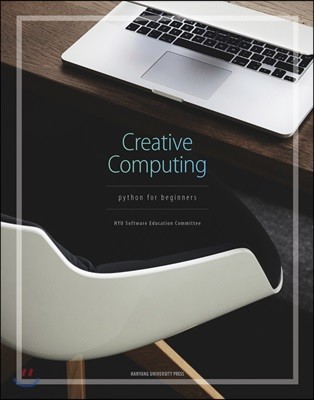 Creative
Computing
python for beginners
HYU Software Education Committee
HANYANG UNIVERSITY PRESS